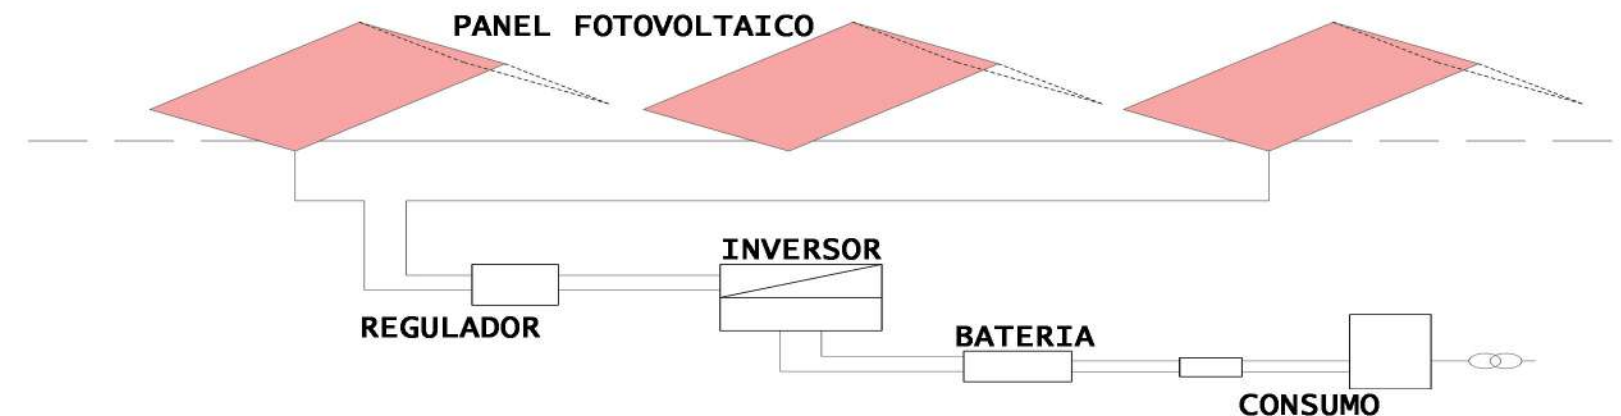 PANEL FOTOVOLTAICO
INVERSOR
REGULADOR
BATERIA
CONSUMO